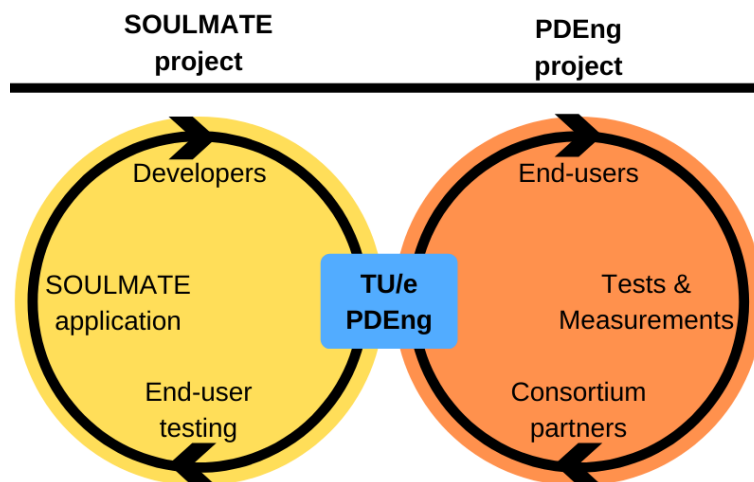 SOULMATE
project
PDEng
project
Developers
SOULMATE
application
End-user
testing
TU/e
PDEng
End-users
Tests &
Measurements
Consortium
partners